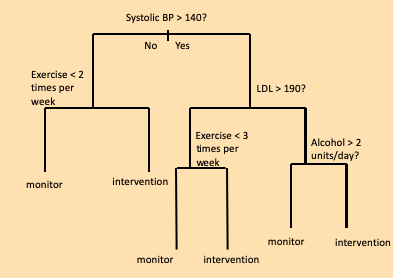 Systolic BP > 140?
No Yes
Exercise < 2
times per
week
LDL > 190?
Exercise < 3
times per
week
Alcohol > 2
units/day?
monitor
intervention
monitor
intervention
monitor
intervention